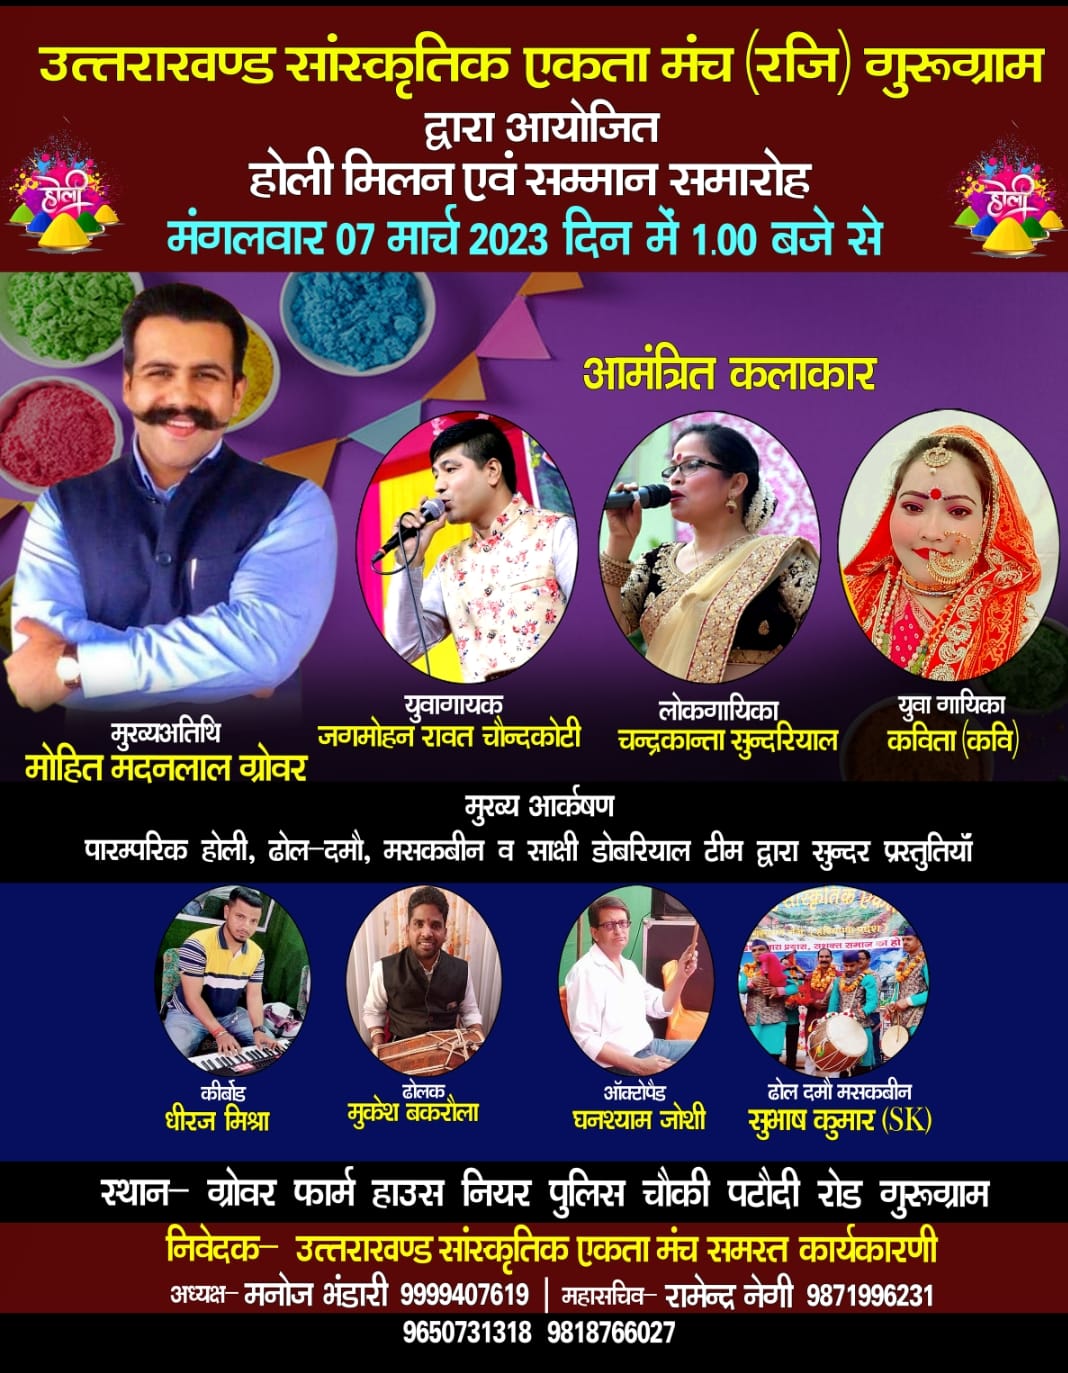 उत्तराखण्ड सांस्कृतिक एकता मंच (रजि) गुरूग्राम
द्वारा आयोजित
होली मिलन एवं सम्मान समारोह
मंगलवार 07 मार्च 2023 दिन में 1.00 बजे से
होली
होली
आमंत्रित कलाकार
मुख्यअतिथि
मोहित मदनलाल ग्रोवर
युवागायक
जगमोहन रावत चौन्दकोटी
लोकगायिका
चन्द्रकान्ता सुन्दरियाल
युवा गायिका
कविता (कवि)
मुख्य आर्कषण
पारम्परिक होली, ढोल-दमौ, मसकबीन व साक्षी डोबरियाल टीम द्वारा सुन्दर प्रस्तुतियाँ
कीर्बोड
धीरज मिश्रा
ढोलक
मुकेश बकरौला
ऑक्टोपैड
घनश्याम जोशी
ढोल दमौ मसकबीन
सुभाष कुमार (SK)
स्थान- ग्रोवर फार्म हाउस नियर पुलिस चौकी पटौदी रोड गुरूग्राम
निवेदक- उत्तराखण्ड सांस्कृतिक एकता मंच समस्त कार्यकारणी
अध्यक्ष- मनोज भंडारी 9999407619 | महासचिव- रामेन्द्र नेगी 9871996231
9650731318 9818766027